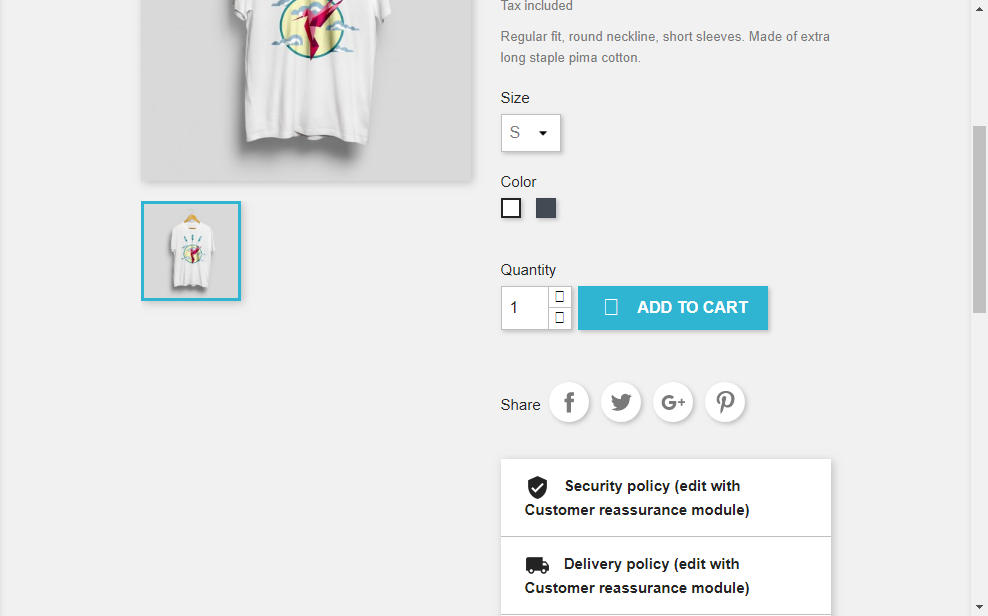 Tax included
Regular fit, round neckline, short sleeves. Made of extra
long staple pima cotton.
Size
S
Color
Quantity
1
ADD TO CART
Share
G+
Security policy (edit with
Customer reassurance module)
Delivery policy (edit with
Customer reassurance module)